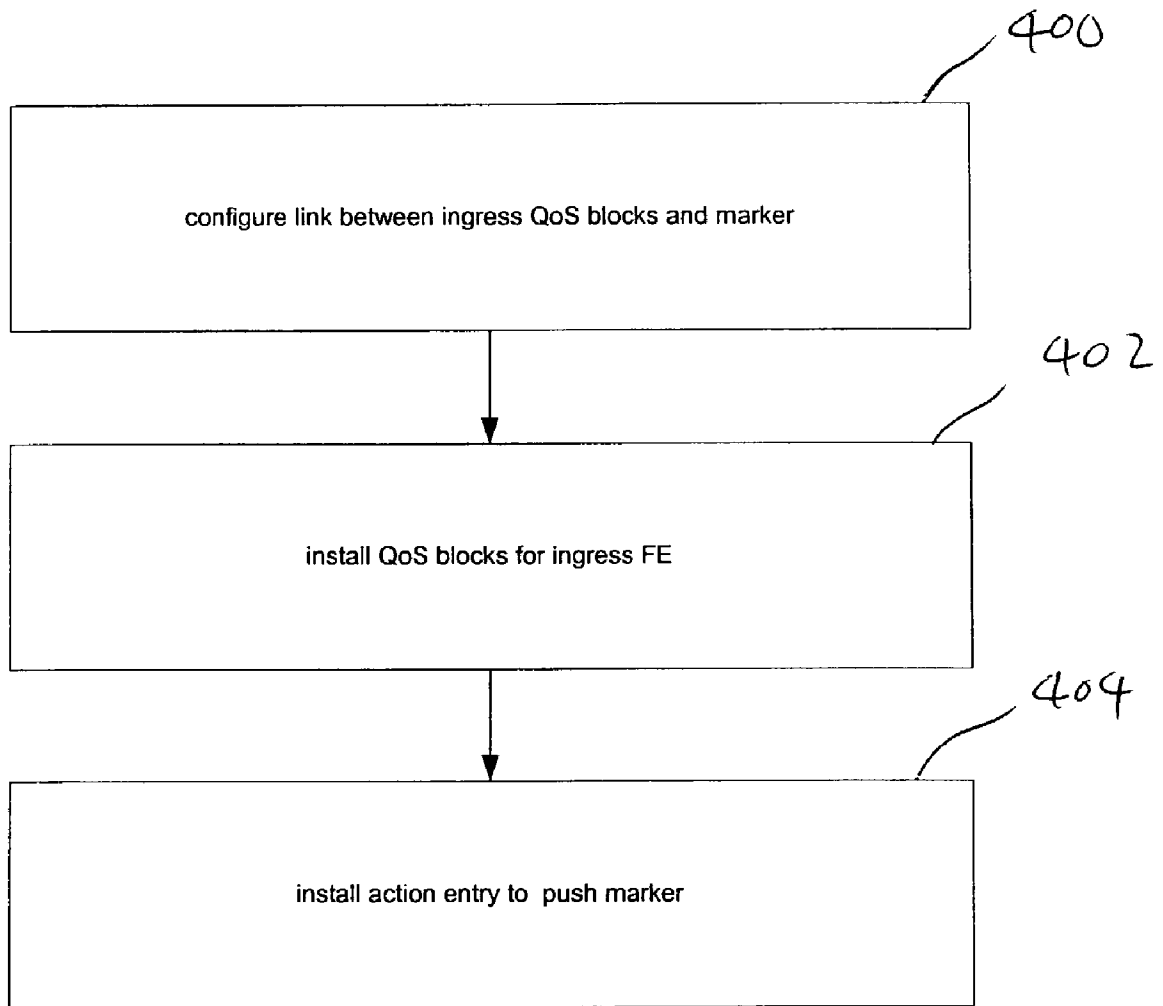 400
configure link between ingress QoS blocks and marker
402
install QoS blocks for ingress FE
404
install action entry to push marker